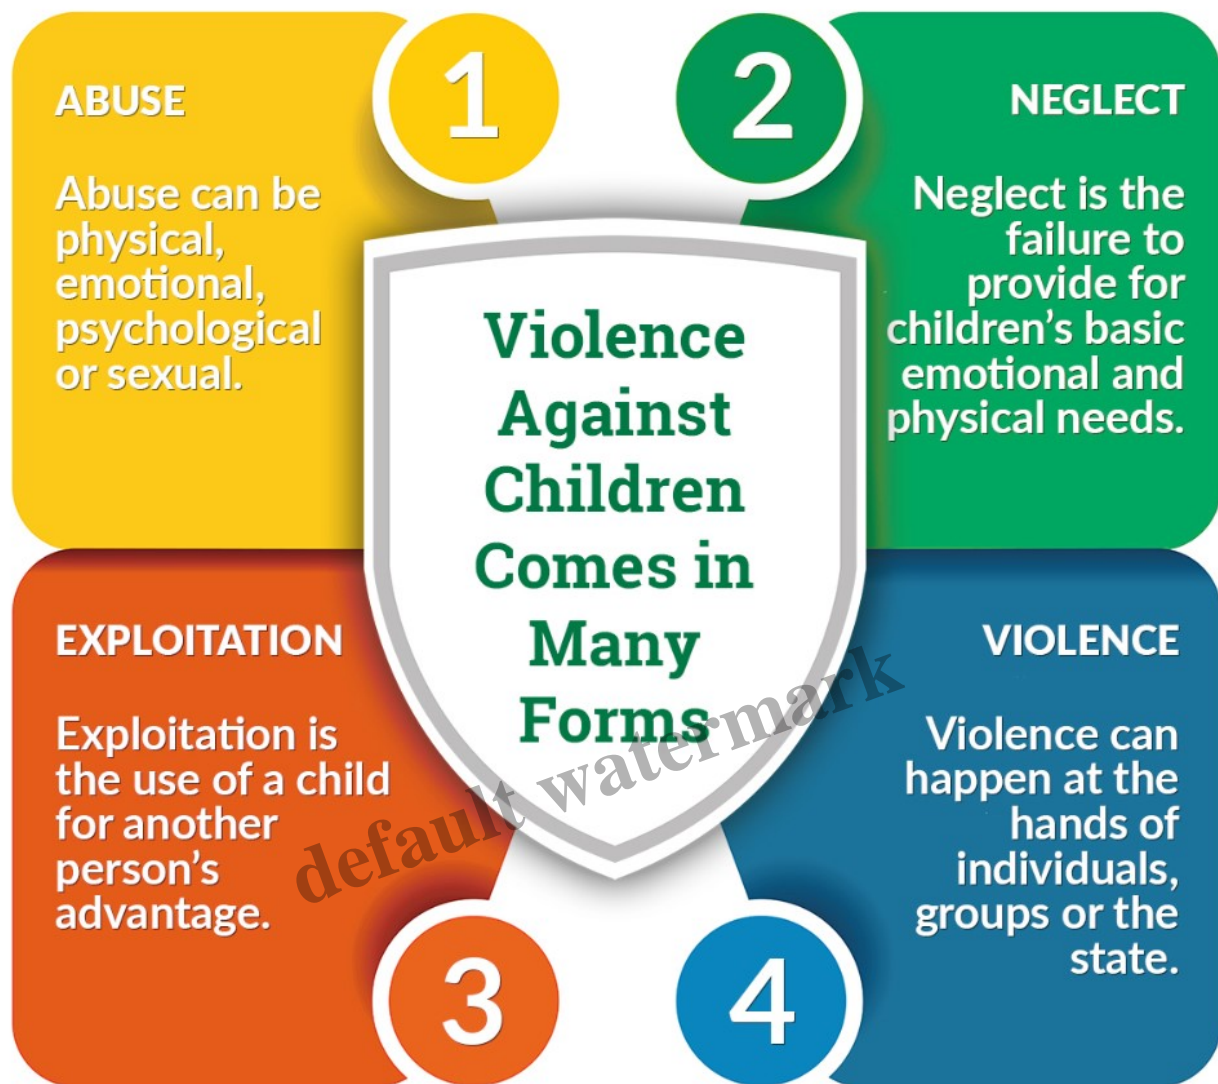 1
ABUSE
Abuse can be
physical,
emotional,
psychological
or sexual.
2
NEGLECT
Neglect is the
failure to
provide for
children’s basic
emotional and
physical needs.
Violence
Against
Children
Comes in
Many
Forms
EXPLOITATION
Exploitation is
the use of a child
for another
person’s
advantage.
3
VIOLENCE
Violence can
happen at the
hands of
individuals,
groups or the
state.
4
default watermark